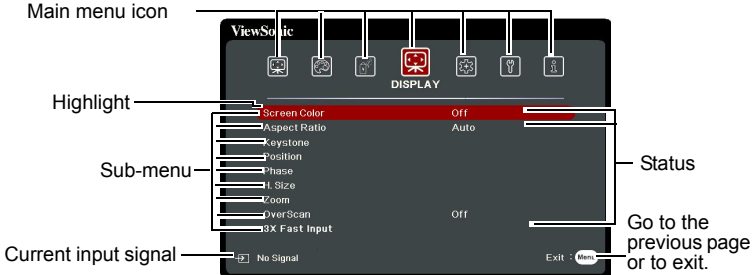 Main menu icon
ViewSonic
DISPLAY
Highlight
Screen Color Off
Aspect Ratio Auto
Keystone
Position
Sub-menu
Phase
Status
H. Size
Zoom
OverScan Off
3X Fast Input
Go to the
previous page
or to exit.
Current input signal
No Signal
Exit : Menu